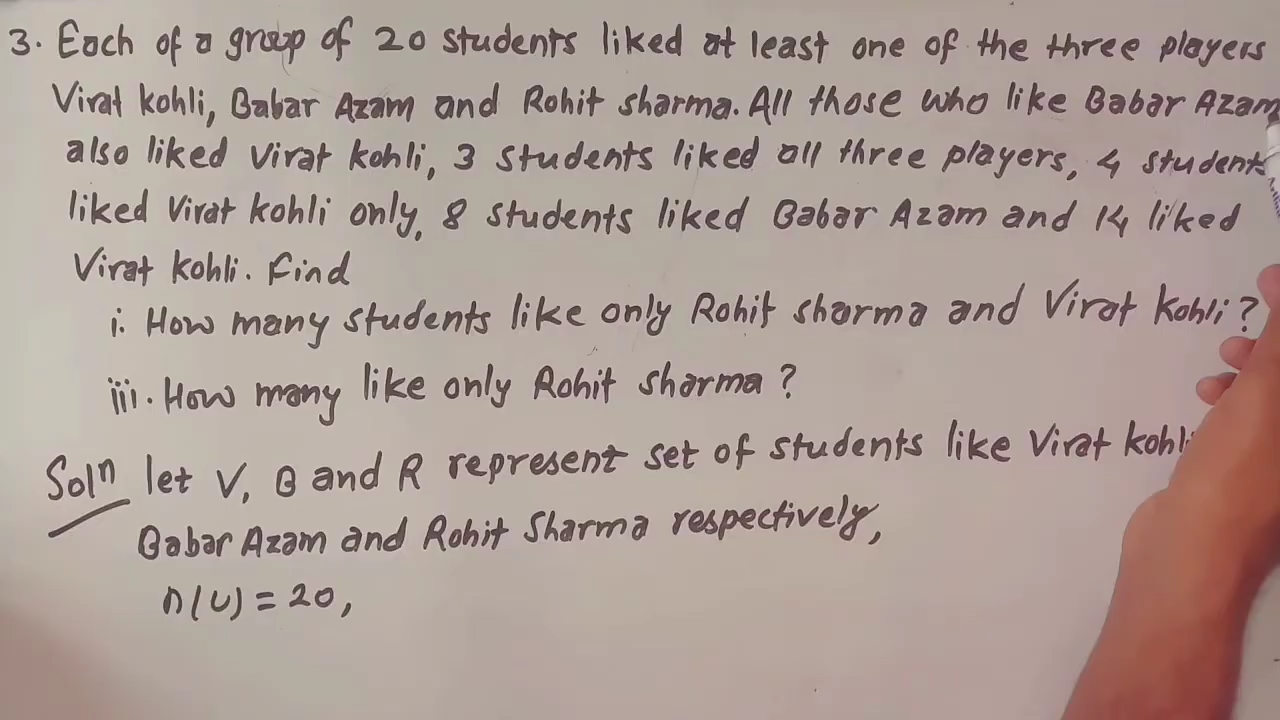 3. Each of a group of 20 students liked at least one of the three players
Virat kohli, Babar Azam and Rohit sharma. All those who like Babar Azam
also liked Virat kohli, 3 students liked all three players, 4 student
liked Virat kohli only, 8 students liked Babar Azam and 14 liked
Virat kohli. Find
i. How many students like only Rohit sharma and Virat kohli?
iii. How many like only Rohit sharma?
Solⁿ let V, B and R represent set of students like Virat kohli
Babar Azam and Rohit Sharma respectively,
n(U) = 20,